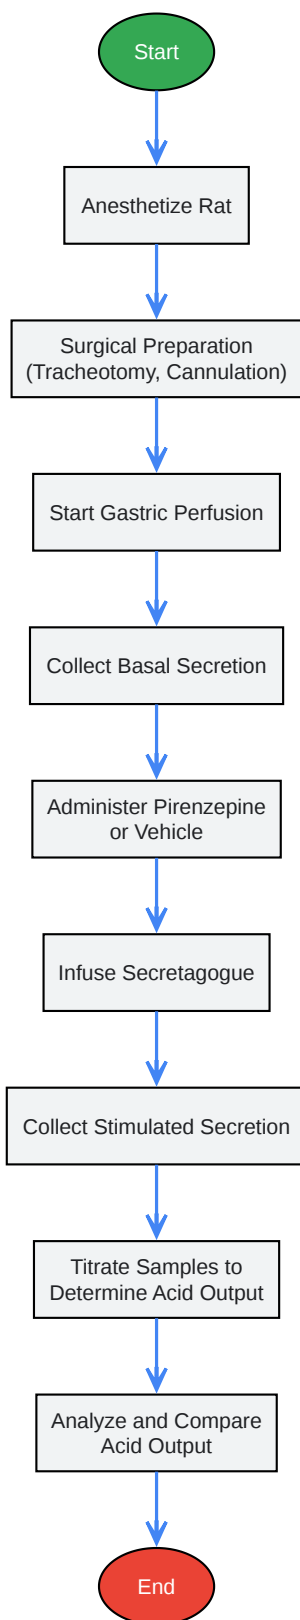 Start
Anesthetize Rat
Surgical Preparation
(Tracheotomy, Cannulation)
Start Gastric Perfusion
Collect Basal Secretion
Administer Pirenzepine
or Vehicle
Infuse Secretagogue
Collect Stimulated Secretion
Titrate Samples to
Determine Acid Output
Analyze and Compare
Acid Output
End